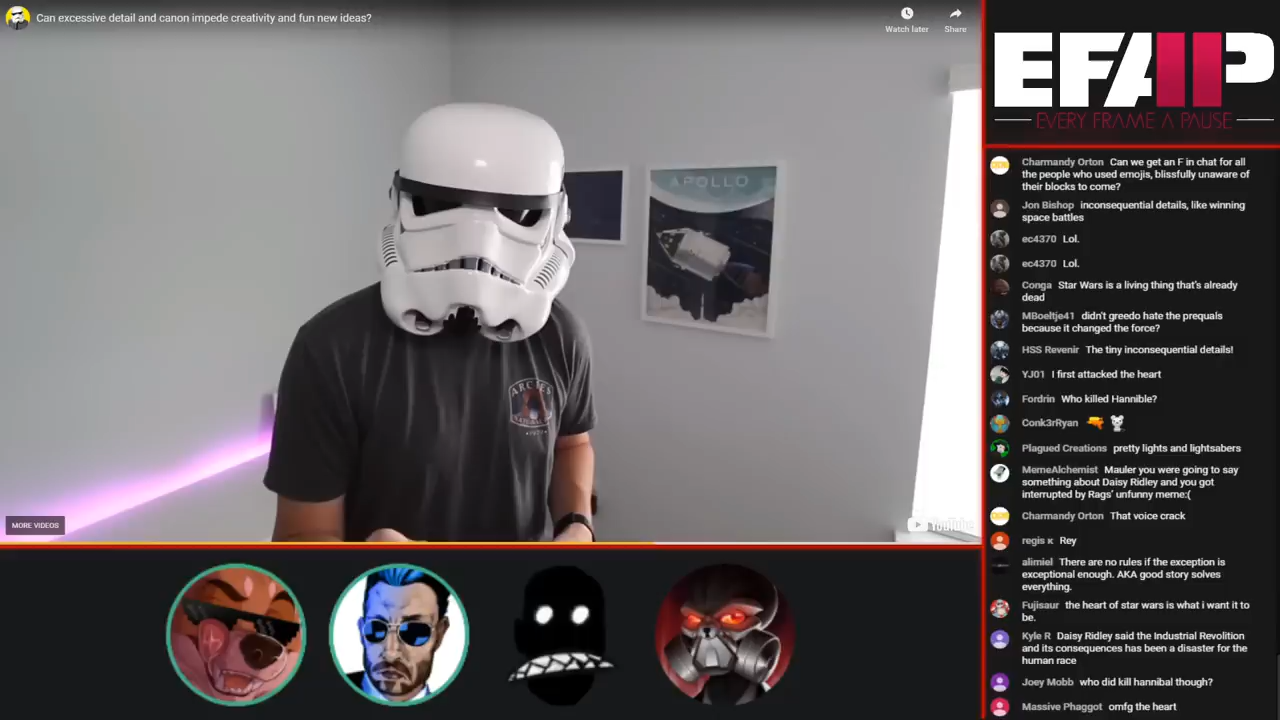 Can excessive detail and canon impede creativity and fun new ideas?
Watch later
Share
APOLLO
ARCHES
NATIONAL
MORE VIDEOS
YouTube
EFAP
EVERY FRAME A PAUSE
Charmandy Orton Can we get an F in chat for all
the people who used emojis, blissfully unaware of
their blocks to come?
Jon Bishop inconsequential details, like winning
space battles
ec4370 Lol.
ec4370 Lol.
Conga Star Wars is a living thing that's already
dead
MBoeltje41 didn't greedo hate the prequals
because it changed the force?
HSS Revenir The tiny inconsequential details!
YJ01 I first attacked the heart
Fordrin Who killed Hannible?
Conk3rRyan
Plagued Creations pretty lights and lightsabers
MemeAlchemist Mauler you were going to say
something about Daisy Ridley and you got
interrupted by Rags' unfunny meme:(
Charmandy Orton That voice crack
regis ĸ Rey
alimiel There are no rules if the exception is
exceptional enough. AKA good story solves
everything.
Fujisaur the heart of star wars is what i want it to
be.
Kyle R Daisy Ridley said the Industrial Revolition
and its consequences has been a disaster for the
human race
Joey Mobb who did kill hannibal though?
Massive Phaggot omfg the heart